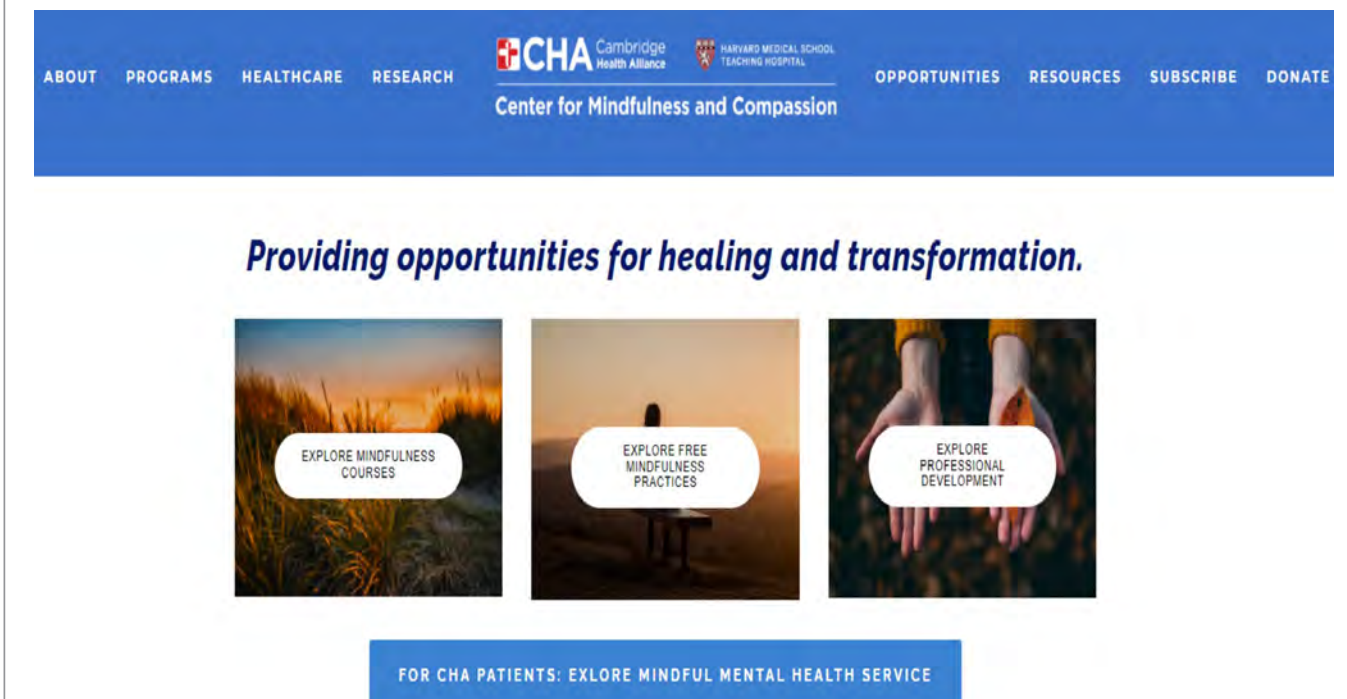 ABOUT PROGRAMS HEALTHCARE RESEARCH
CHA Cambridge Health Alliance
HARVARD MEDICAL SCHOOL
TEACHING HOSPITAL
Center for Mindfulness and Compassion
OPPORTUNITIES RESOURCES SUBSCRIBE DONATE
Providing opportunities for healing and transformation.
EXPLORE MINDFULNESS
COURSES
EXPLORE FREE
MINDFULNESS
PRACTICES
EXPLORE
PROFESSIONAL
DEVELOPMENT
FOR CHA PATIENTS: EXLORE MINDFUL MENTAL HEALTH SERVICE